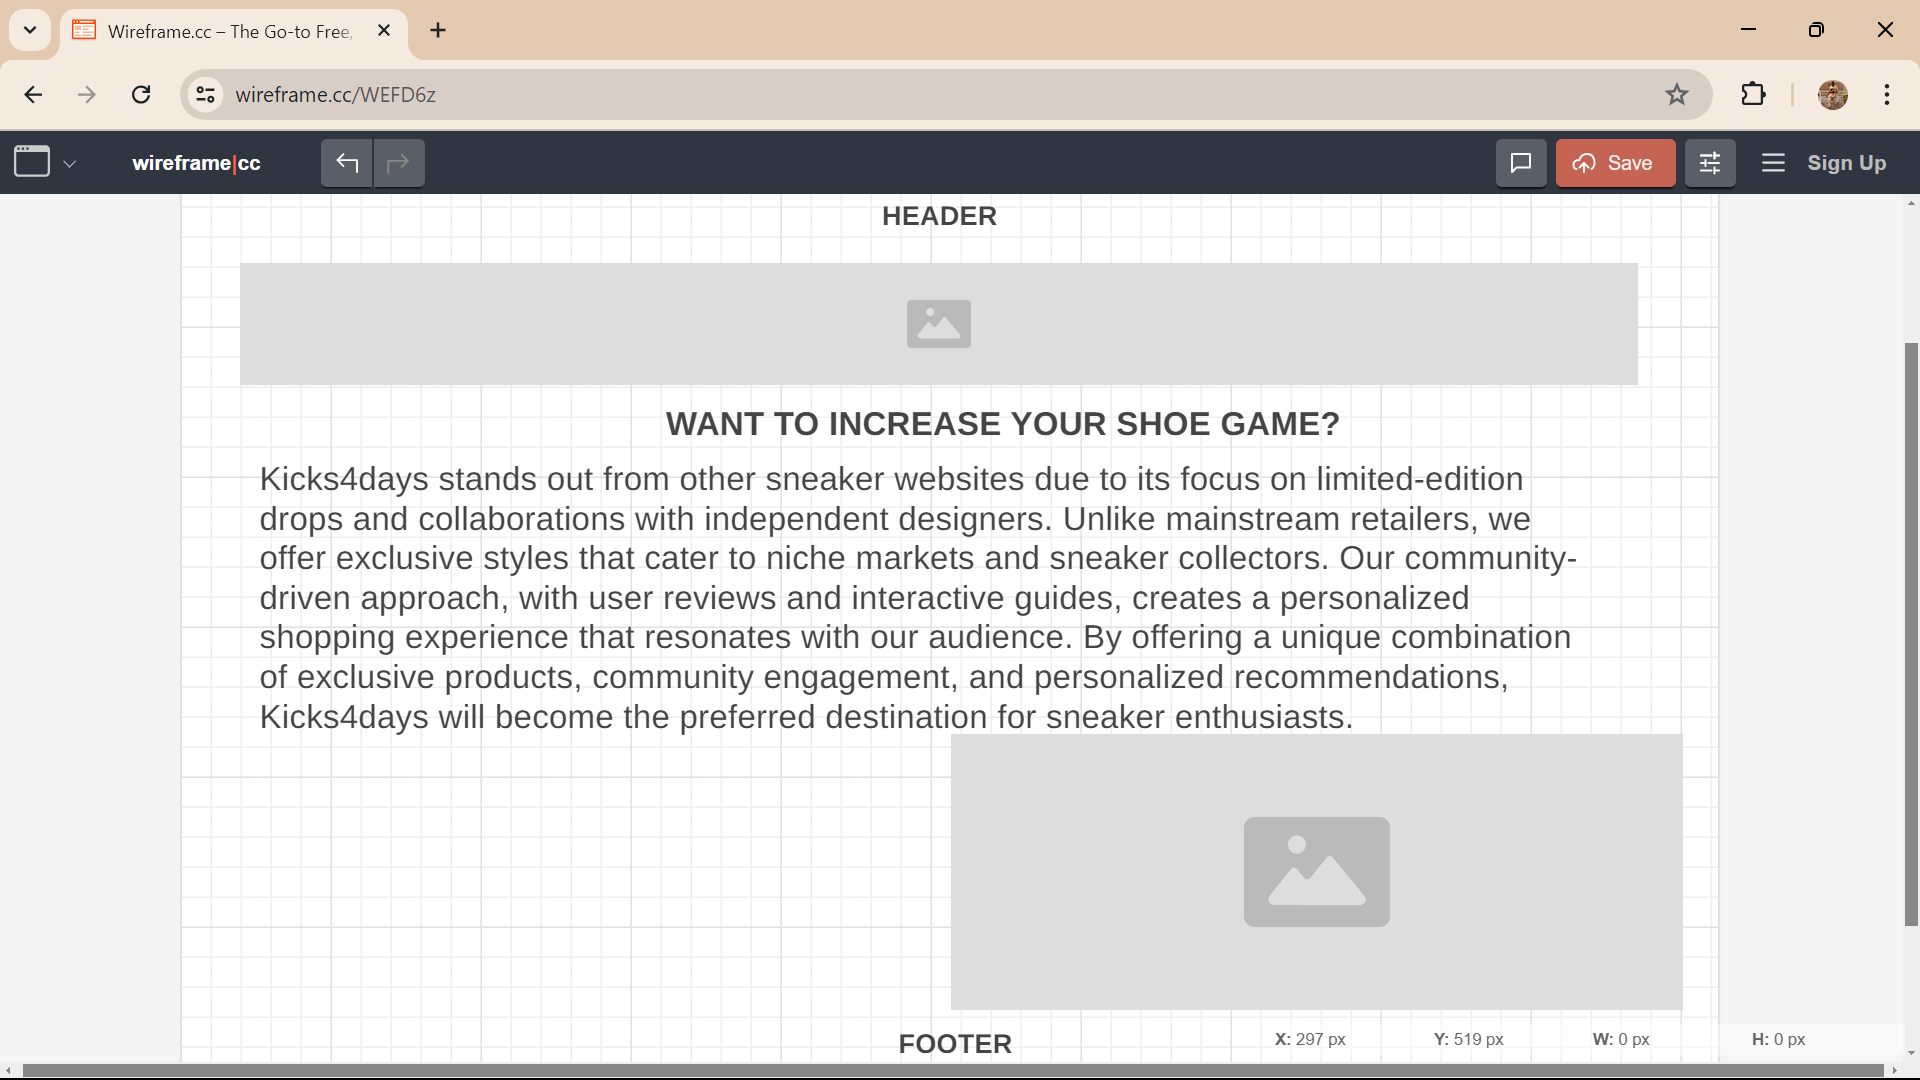 Wireframe.cc – The Go-to Free,
wireframe.cc/WEFD6z
wireframe|cc
Save
Sign Up
HEADER
WANT TO INCREASE YOUR SHOE GAME?
Kicks4days stands out from other sneaker websites due to its focus on limited-edition
drops and collaborations with independent designers. Unlike mainstream retailers, we
offer exclusive styles that cater to niche markets and sneaker collectors. Our community-
driven approach, with user reviews and interactive guides, creates a personalized
shopping experience that resonates with our audience. By offering a unique combination
of exclusive products, community engagement, and personalized recommendations,
Kicks4days will become the preferred destination for sneaker enthusiasts.
FOOTER
X: 297 px Y: 519 px W: 0 px H: 0 px